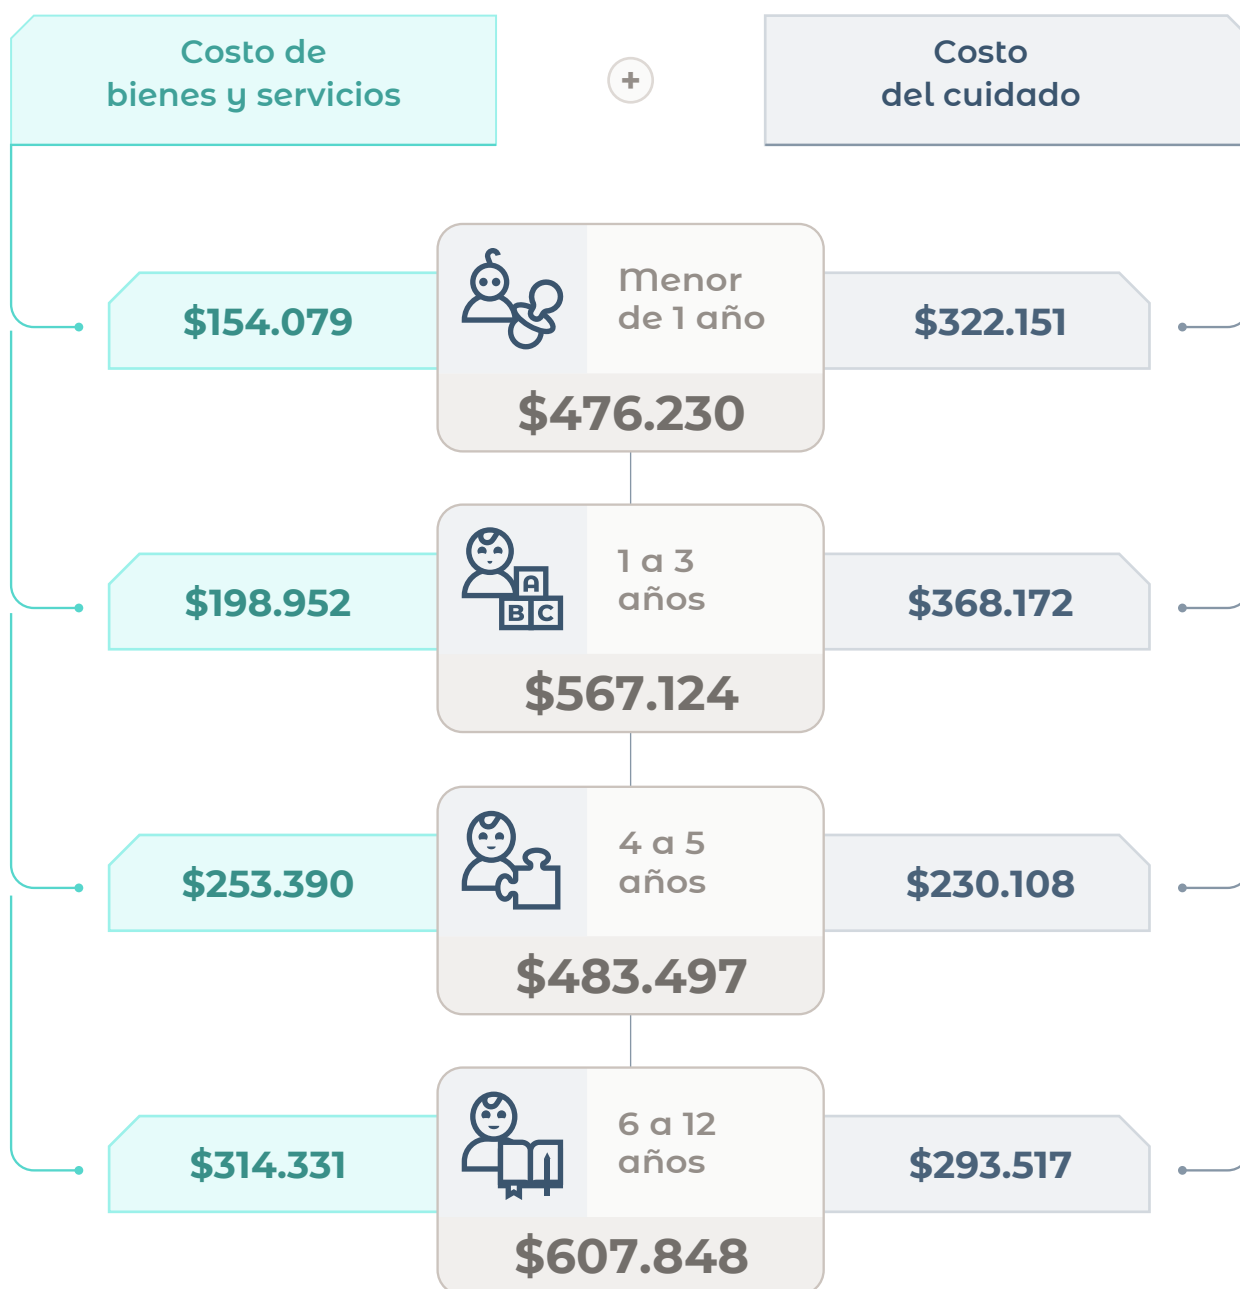 Costo de
bienes y servicios
+
Costo
del cuidado
Menor
de 1 año
$154.079
$322.151
$476.230
1 a 3
años
A
B C
$198.952
$368.172
$567.124
4 a 5
años
$253.390
$230.108
$483.497
6 a 12
años
$314.331
$293.517
$607.848